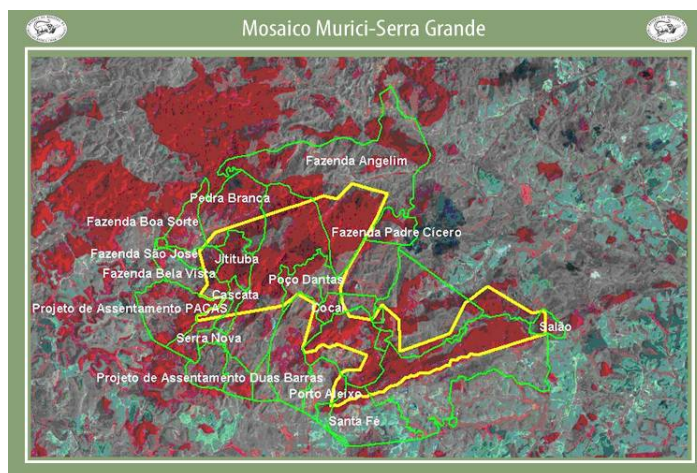 Mosaico Murici-Serra Grande
Fazenda Angelim
Pedra Branca
Fazenda Boa Sorte
Fazenda Padre Cícero
Fazenda São José
Jitituba
Fazenda Bela Vista
Poço Dantas
Cascata
Projeto de Assentamento PACAS
Cocal
Salão
Serra Nova
Projeto de Assentamento Duas Barras
Porto Aleixo
Santa Fé